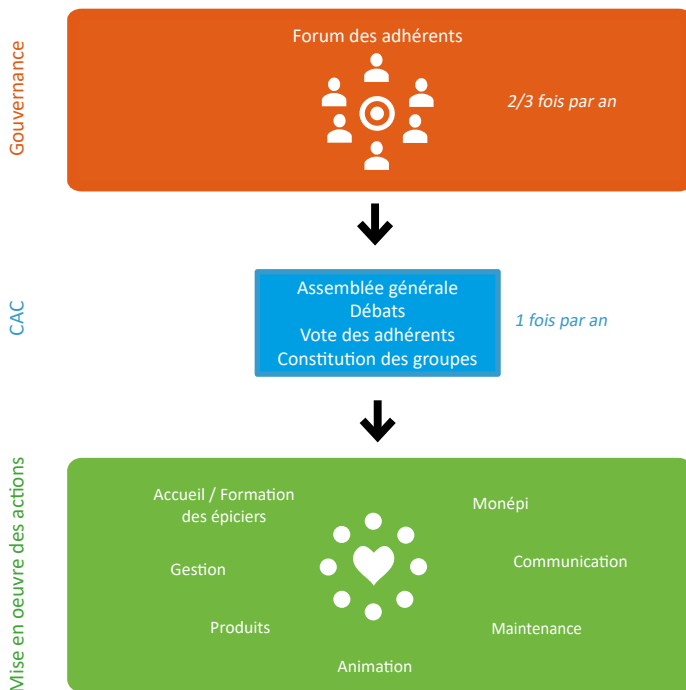 Gouvernance
Forum des adhérents
2/3 fois par an
CAC
Assemblée générale
Débats
Vote des adhérents
Constitution des groupes
1 fois par an
Mise en oeuvre des actions
Accueil / Formation
des épiciers
Monépi
Gestion
Communication
Produits
Maintenance
Animation